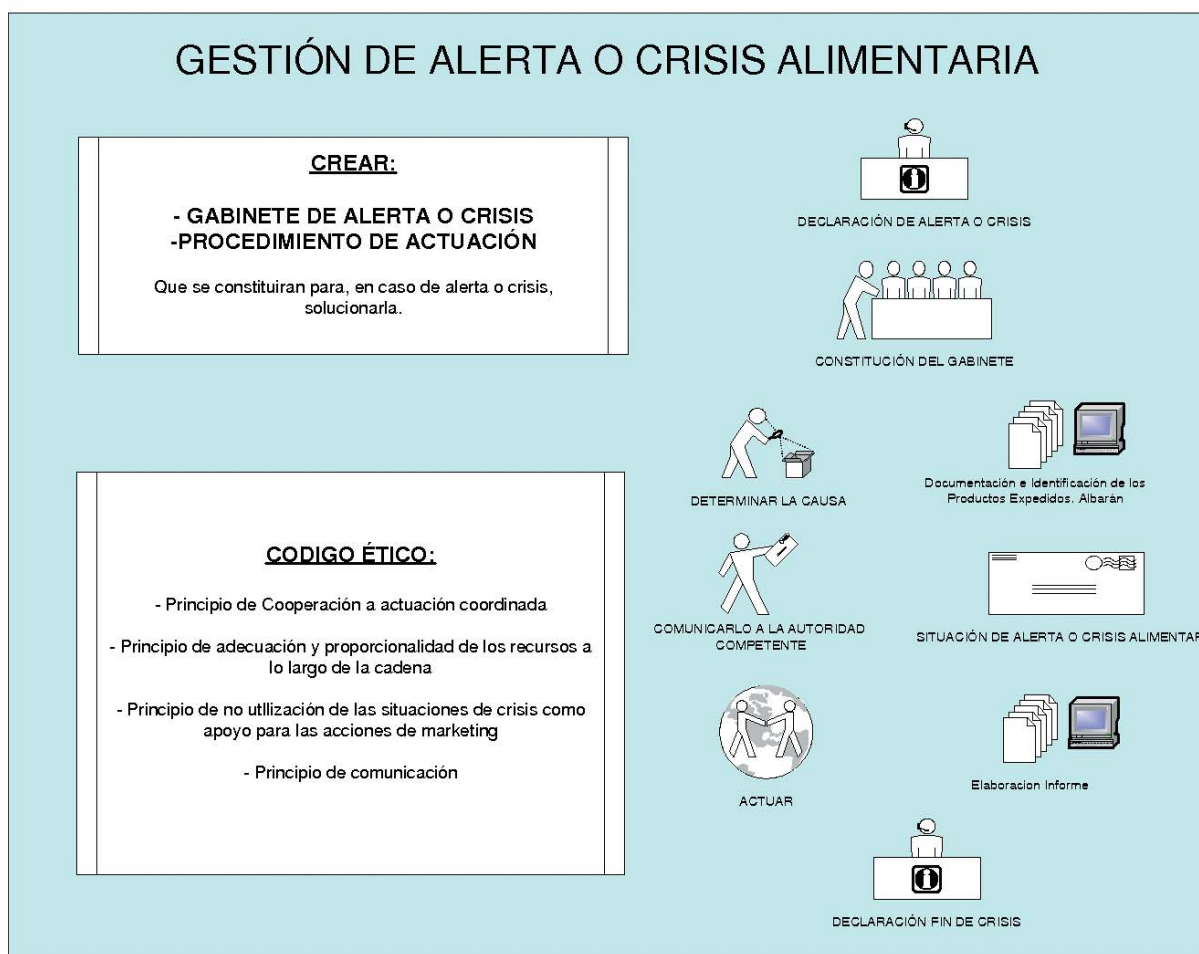 GESTIÓN DE ALERTA O CRISIS ALIMENTARIA
CREAR:
- GABINETE DE ALERTA O CRISIS
-PROCEDIMIENTO DE ACTUACIÓN
Que se constituiran para, en caso de alerta o crisis,
solucionarla.
CODIGO ÉTICO:
- Principio de Cooperación a actuación coordinada
- Principio de adecuación y proporcionalidad de los recursos a
lo largo de la cadena
- Principio de no utilización de las situaciones de crisis como
apoyo para las acciones de marketing
- Principio de comunicación
DECLARACIÓN DE ALERTA O CRISIS
CONSTITUCIÓN DEL GABINETE
DETERMINAR LA CAUSA
Documentación e Identificación de los
Productos Expedidos. Albarán
COMUNICARLO A LA AUTORIDAD
COMPETENTE
SITUACIÓN DE ALERTA O CRISIS ALIMENTAR
ACTUAR
Elaboracion Informe
DECLARACIÓN FIN DE CRISIS